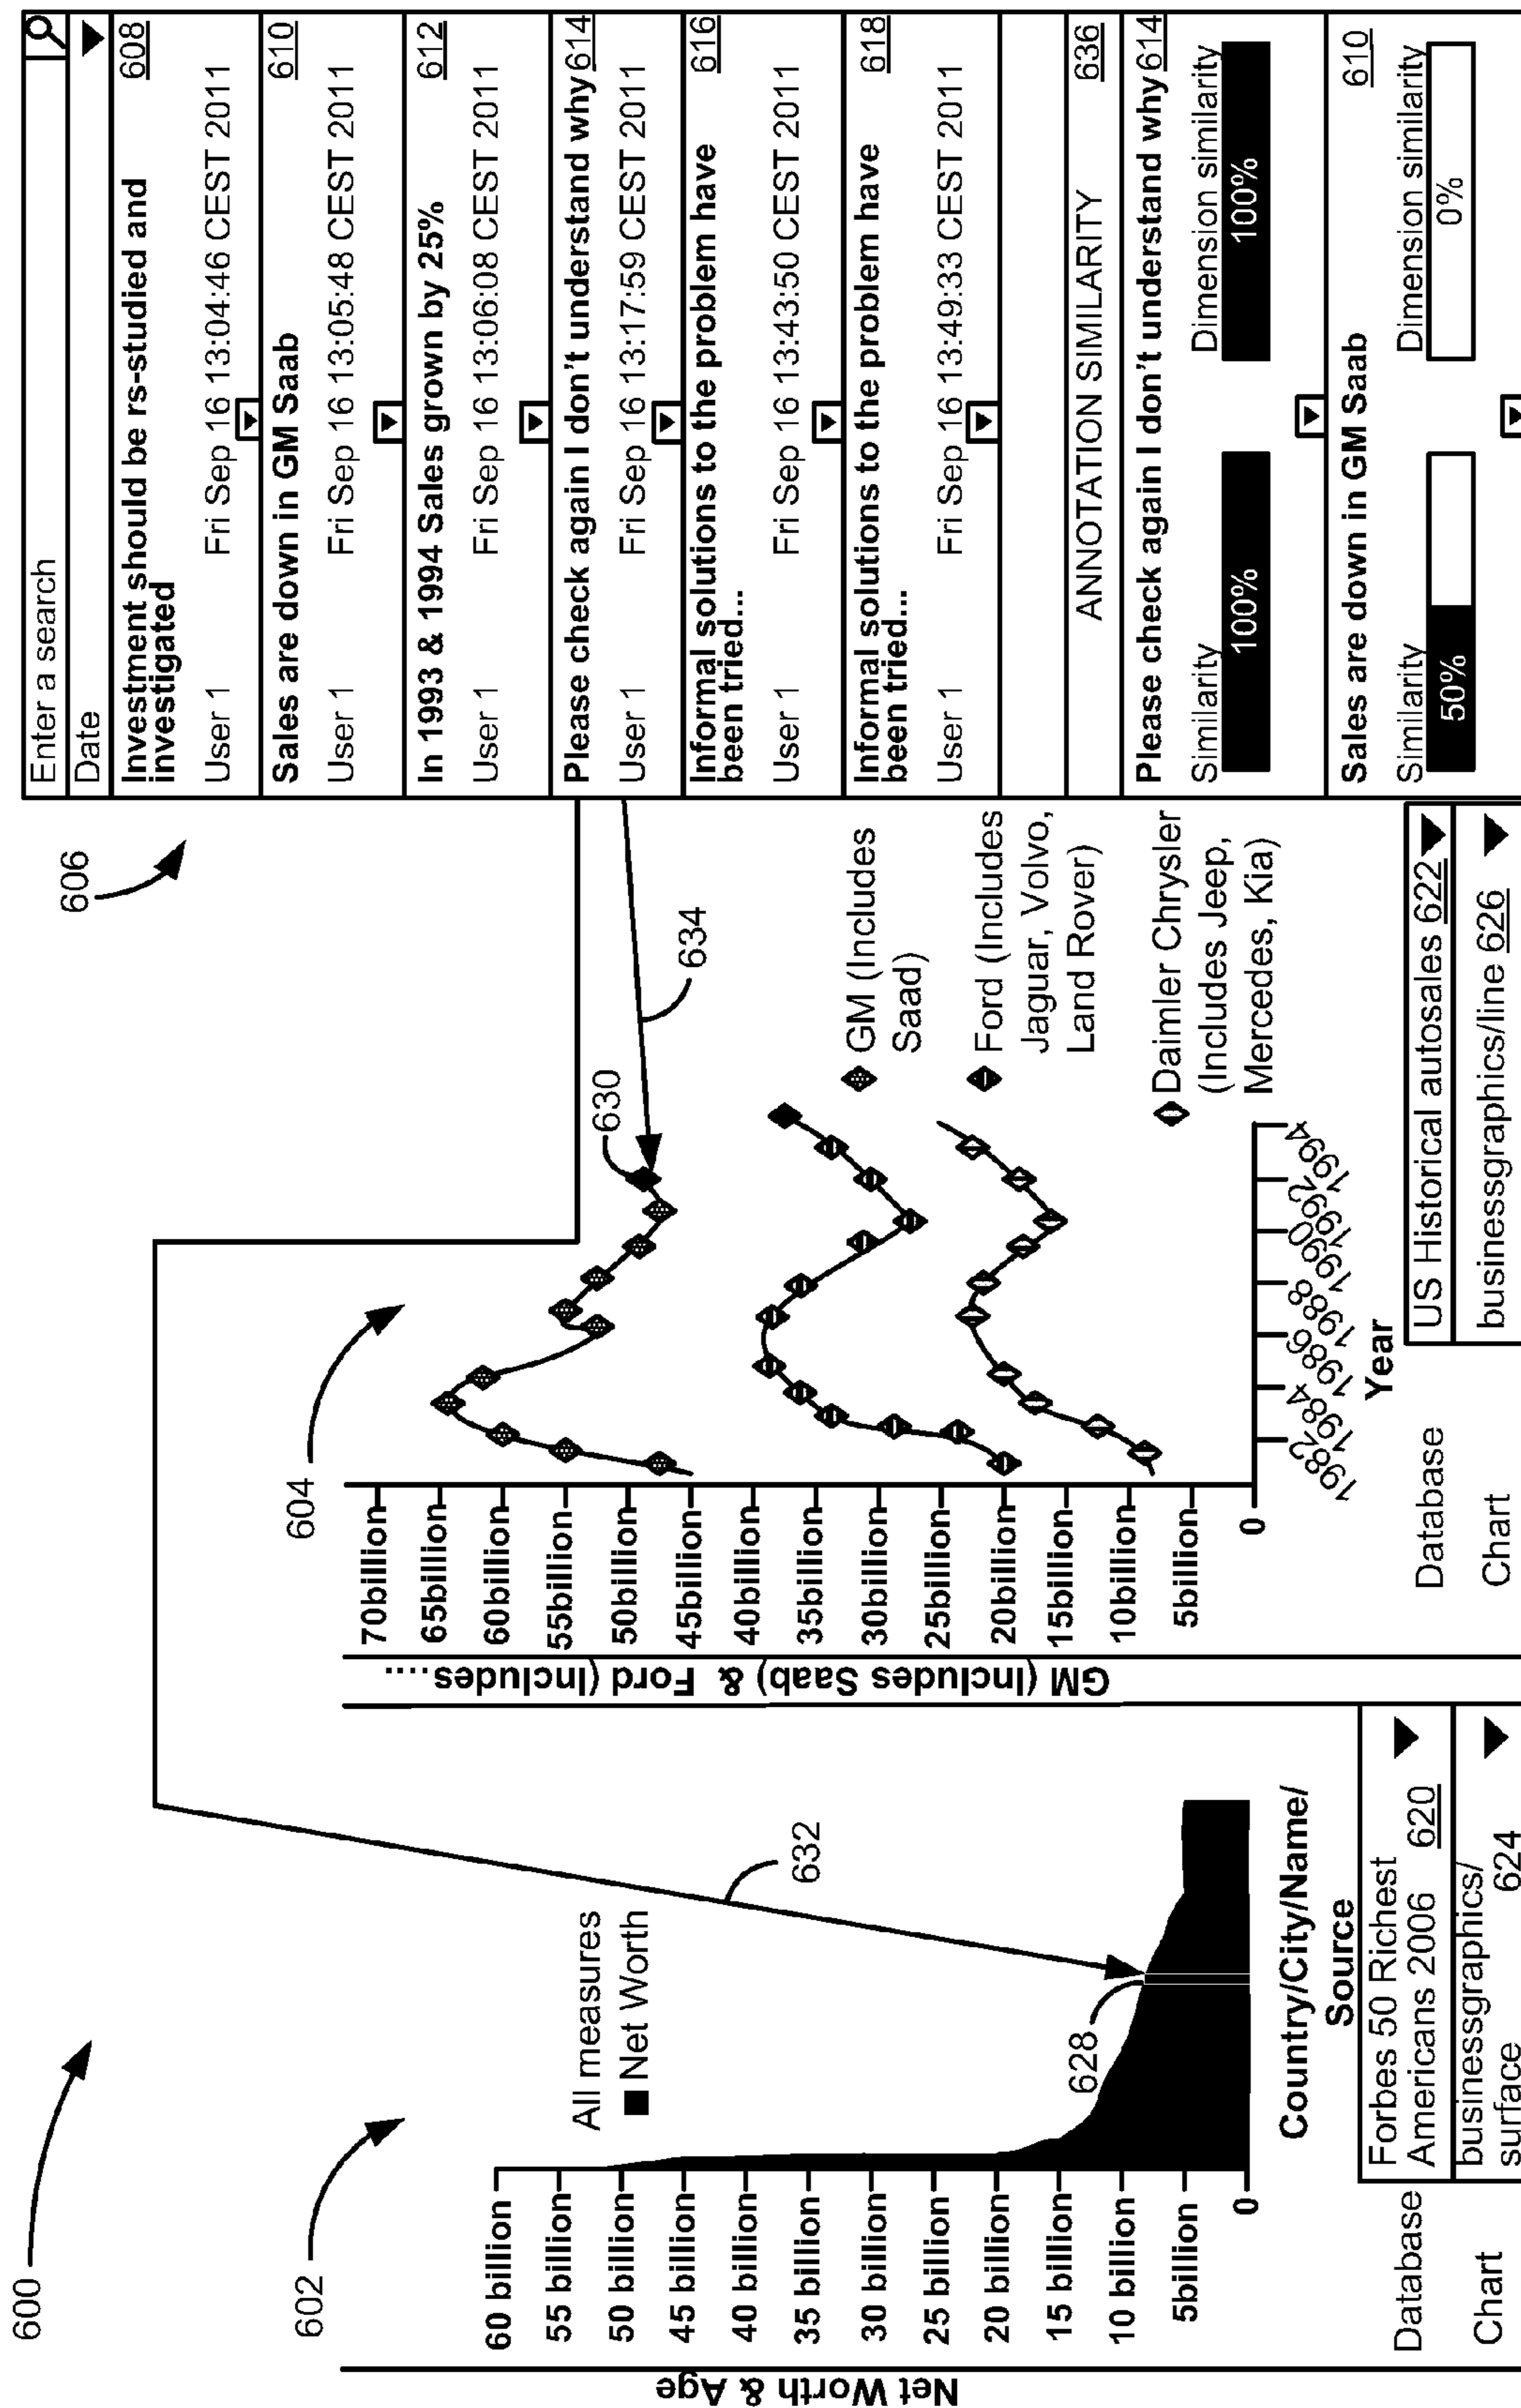 600
602
Net Worth & Age
60 billion
55 billion
50 billion
45 billion
40 billion
35 billion
30 billion
25 billion
20 billion
15 billion
10 billion
5billion
0
All measures
Net Worth
632
628
Country/City/Name/
Source
Database
Forbes 50 Richest
Americans 2006 620
Chart
businessgraphics/
surface 624
604
GM (Includes Saab) & Ford (Includes.....
70billion
65billion
60billion
55billion
50billion
45billion
40billion
35billion
30billion
25billion
20billion
15billion
10billion
5billion
0
630
634
GM (Includes
Saad)
Ford (Includes
Jaguar, Volvo,
Land Rover)
Daimler Chrysler
(Includes Jeep,
Mercedes, Kia)
1982
1984
1986
1988
1990
1992
1994
Year
Database
US Historical autosales 622
Chart
businessgraphics/line 626
606
Enter a search
Date
Investment should be rs-studied and 608
investigated
User 1 Fri Sep 16 13:04:46 CEST 2011
Sales are down in GM Saab 610
User 1 Fri Sep 16 13:05:48 CEST 2011
In 1993 & 1994 Sales grown by 25% 612
User 1 Fri Sep 16 13:06:08 CEST 2011
Please check again I don't understand why 614
User 1 Fri Sep 16 13:17:59 CEST 2011
Informal solutions to the problem have 616
been tried...
User 1 Fri Sep 16 13:43:50 CEST 2011
Informal solutions to the problem have 618
been tried...
User 1 Fri Sep 16 13:49:33 CEST 2011
ANNOTATION SIMILARITY 636
Please check again I don't understand why 614
Similarity Dimension similarity
100% 100%
Sales are down in GM Saab 610
Similarity Dimension similarity
50% 0%